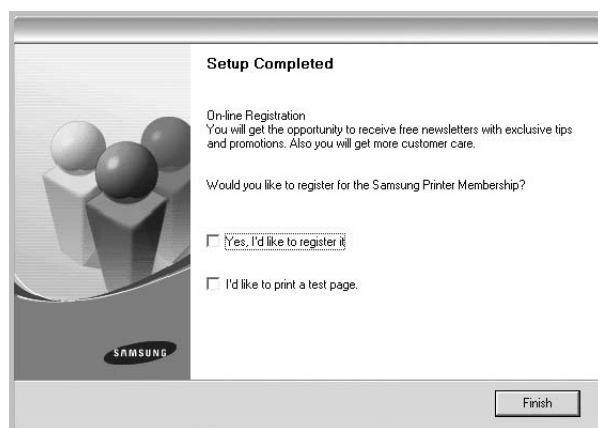 Setup Completed
On-line Registration
You will get the opportunity to receive free newsletters with exclusive tips
and promotions. Also you will get more customer care.
Would you like to register for the Samsung Printer Membership?
Yes, I'd like to register it
I'd like to print a test page.
SAMSUNG
Finish